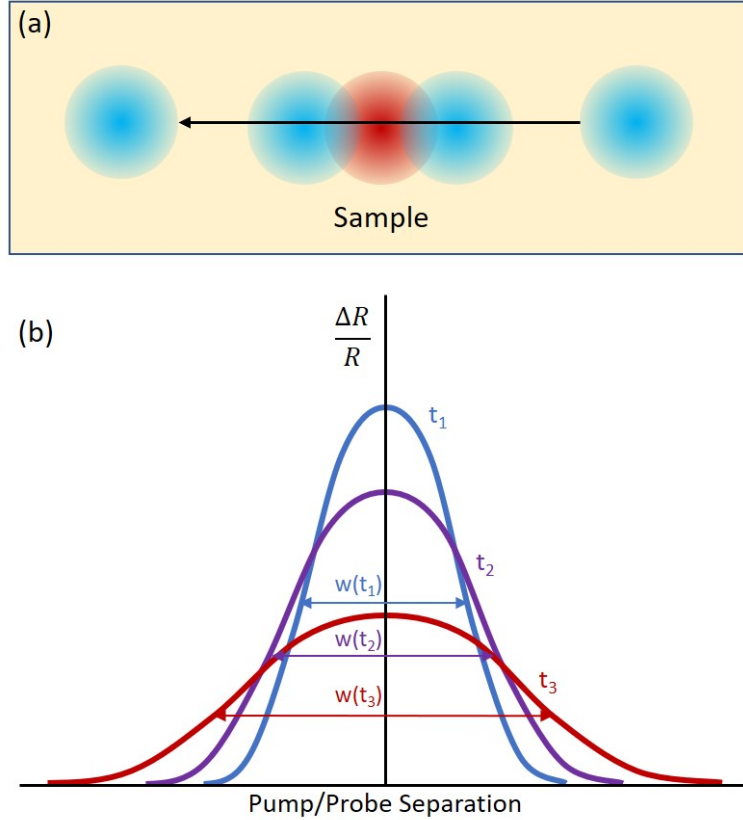 (a)
Sample
(b)
ΔR
R
t₁
t₂
w(t₁)
w(t₂)
t₃
w(t₃)
Pump/Probe Separation